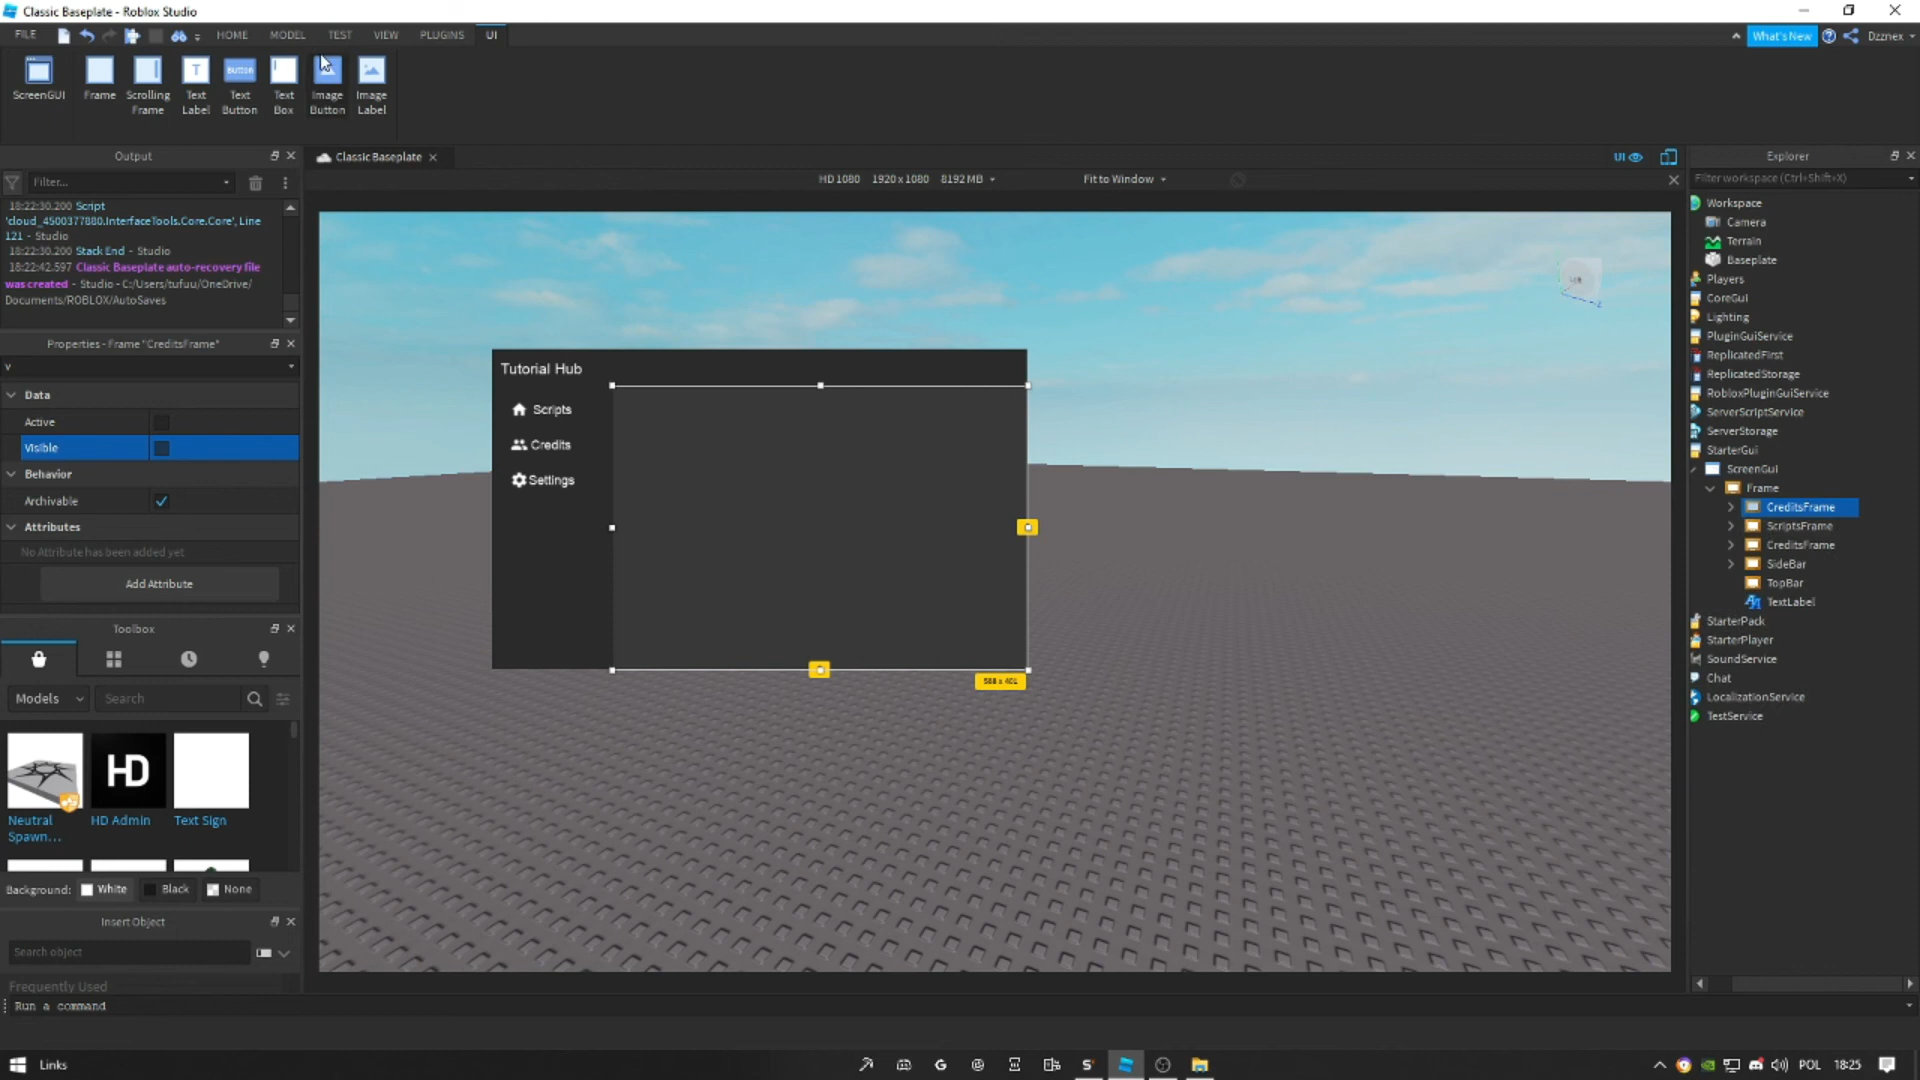 Classic Baseplate - Roblox Studio
FILE HOME MODEL TEST VIEW PLUGINS UI
What's New Dzznex
ScreenGUI Frame Scrolling Frame Text Label Text Button Text Box Image Button Image Label
Button
Output
Filter...
18:22:30.200 Script
'cloud_4500377880.InterfaceTools.Core.Core', Line
121 - Studio
18:22:30.200 Stack End - Studio
18:22:42.597 Classic Baseplate auto-recovery file
was created - Studio - C:/Users/tufuu/OneDrive/
Documents/ROBLOX/AutoSaves
Properties - Frame "CreditsFrame"
v
Data
Active
Visible
Behavior
Archivable
Attributes
No Attribute has been added yet
Add Attribute
Toolbox
Models Search
HD
Neutral Spawn...
HD Admin
Text Sign
Background: White Black None
Insert Object
Search object
Frequently Used
Run a command
Classic Baseplate
UI
HD 1080 1920 x 1080 8192 MB Fit to Window
Tutorial Hub
Scripts
Credits
Settings
Explorer
Filter workspace (Ctrl+Shift+X)
Workspace
Camera
Terrain
Baseplate
Players
CoreGui
Lighting
PluginGuiService
ReplicatedFirst
ReplicatedStorage
RobloxPluginGuiService
ServerScriptService
ServerStorage
StarterGui
ScreenGui
Frame
CreditsFrame
ScriptsFrame
CreditsFrame
SideBar
TopBar
TextLabel
StarterPack
StarterPlayer
SoundService
Chat
LocalizationService
TestService
Links
POL 18:25